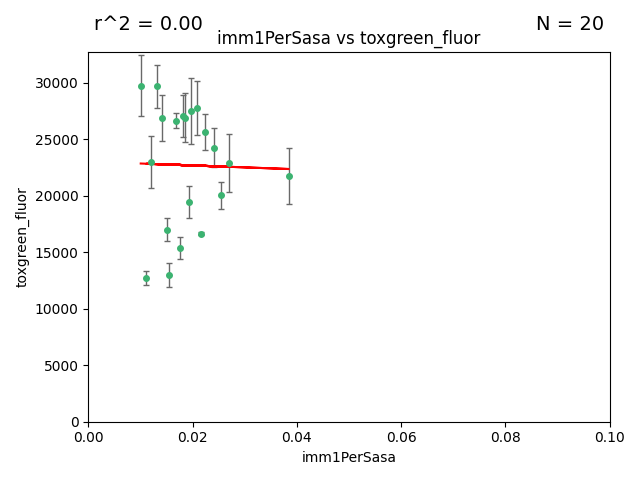 r^2 = 0.00
N = 20
imm1PerSasa vs toxgreen_fluor
30000
25000
20000
15000
10000
5000
0
toxgreen_fluor
0.00
0.02
0.04
0.06
0.08
0.10
imm1PerSasa